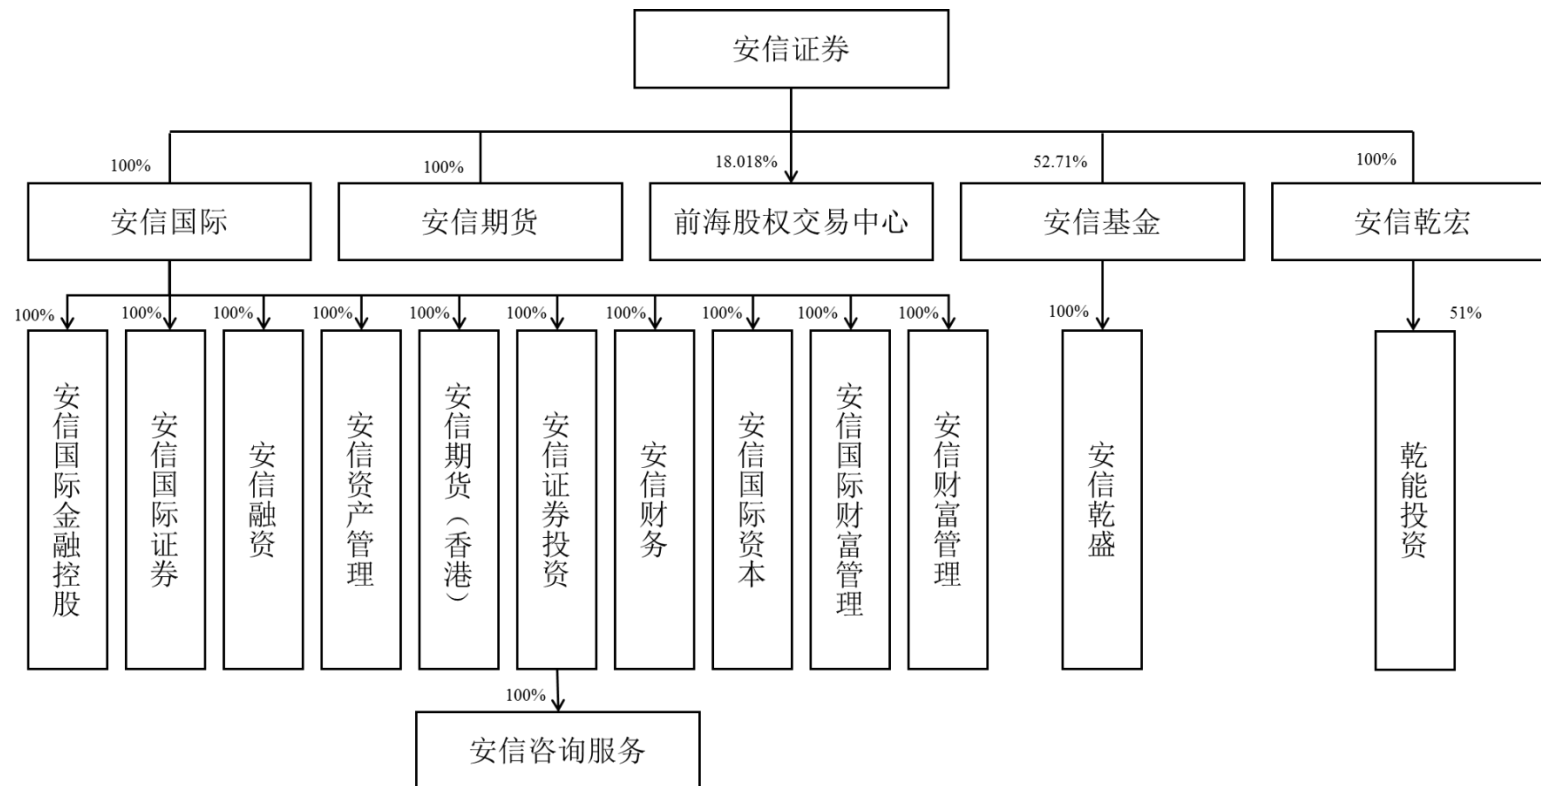 安信证券
100%
100%
18.018%
52.71%
100%
安信国际
安信期货
前海股权交易中心
安信基金
安信乾宏
100%
100%
100%
100%
100%
100%
100%
100%
100%
100%
100%
51%
安信国际金融控股
安信国际证券
安信融资
安信资产管理
安信期货（香港）
安信证券投资
安信财务
安信国际资本
安信国际财富管理
安信财富管理
安信乾盛
乾能投资
100%
安信咨询服务